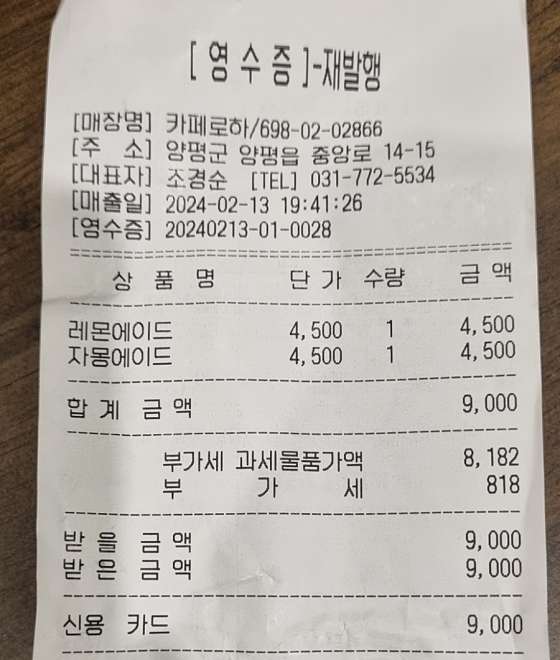 [ 영 수 증 ]-재발행
[매장명] 카페로하/698-02-02866
[주 소] 양평군 양평읍 중앙로 14-15
[대표자] 조경순 [TEL] 031-772-5534
[매출일] 2024-02-13 19:41:26
[영수증] 20240213-01-0028
상 품 명 단 가 수량 금 액
레몬에이드 4,500 1 4,500
자몽에이드 4,500 1 4,500
합 계 금 액 9,000
부가세 과세물품가액 8,182
부 가 세 818
받 을 금 액 9,000
받 은 금 액 9,000
신용 카드 9,000